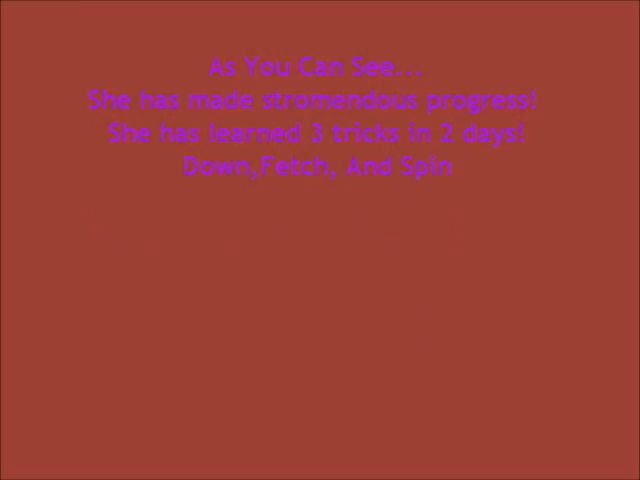 As You Can See...
She has made stromendous progress!
She has learned 3 tricks in 2 days!
Down,Fetch, And Spin